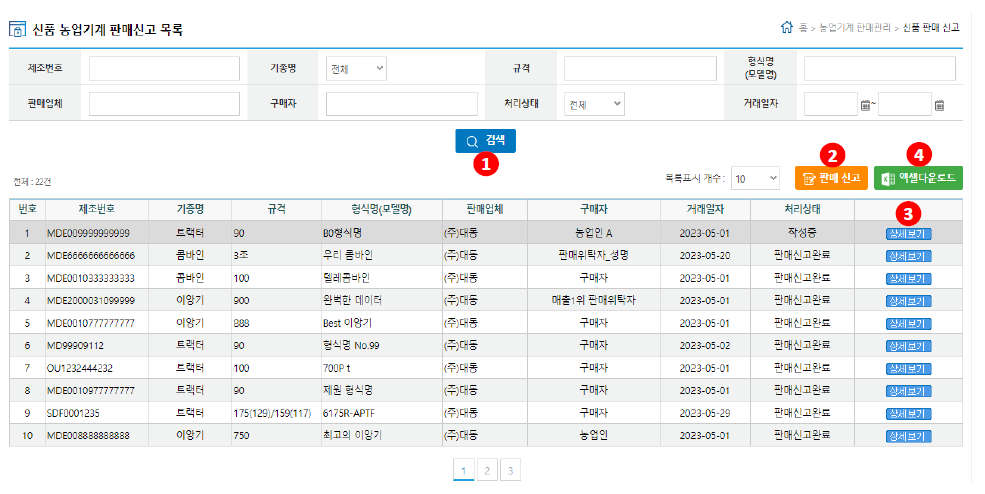 신품 농업기계 판매신고 목록
홈 > 농업기계 판매관리 > 신품 판매 신고
제조번호 기종명 전체 규격 형식명
(모델명)
판매업체 구매자 처리상태 전체 거래일자 ~
검색
1
2
4
전체 : 22건
목록표시 개수 : 10 판매 신고 엑셀다운로드
3
번호 제조번호 기종명 규격 형식명(모델명) 판매업체 구매자 거래일자 처리상태
1 MDE009999999999 트랙터 90 B0형식명 (주)대동 농업인 A 2023-05-01 작성중 상세보기
2 MDE6666666666666 콤바인 3조 우리 콤바인 (주)대동 판매위탁자_성명 2023-05-20 판매신고완료 상세보기
3 MDE0010333333333 콤바인 100 텔레콤바인 (주)대동 구매자 2023-05-01 판매신고완료 상세보기
4 MDE2000031099999 이앙기 900 완벽한 데이터 (주)대동 매출1위 판매위탁자 2023-05-01 판매신고완료 상세보기
5 MDE0010777777777 이앙기 888 Best 이앙기 (주)대동 구매자 2023-05-01 판매신고완료 상세보기
6 MD99909112 트랙터 90 형식명 No.99 (주)대동 구매자 2023-05-02 판매신고완료 상세보기
7 OU1232444232 트랙터 100 700P t (주)대동 구매자 2023-05-01 판매신고완료 상세보기
8 MDE0010977777777 트랙터 90 제원 형식명 (주)대동 구매자 2023-05-01 판매신고완료 상세보기
9 SDF0001235 트랙터 175(129)/159(117) 6175R-APTF (주)대동 구매자 2023-05-29 판매신고완료 상세보기
10 MDE008888888888 이앙기 750 최고의 이앙기 (주)대동 농업인 2023-05-01 판매신고완료 상세보기
1 2 3